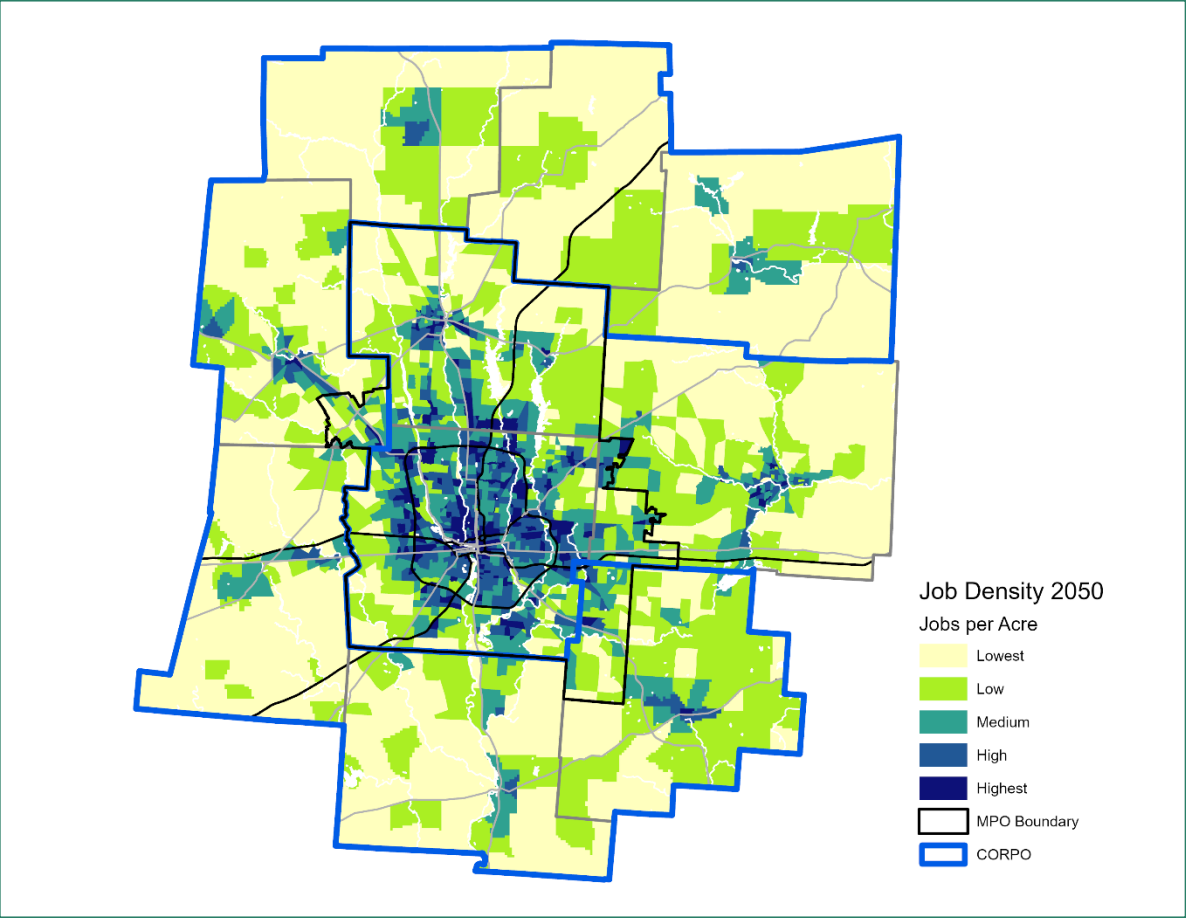 Job Density 2050
Jobs per Acre
Lowest
Low
Medium
High
Highest
MPO Boundary
CORPO